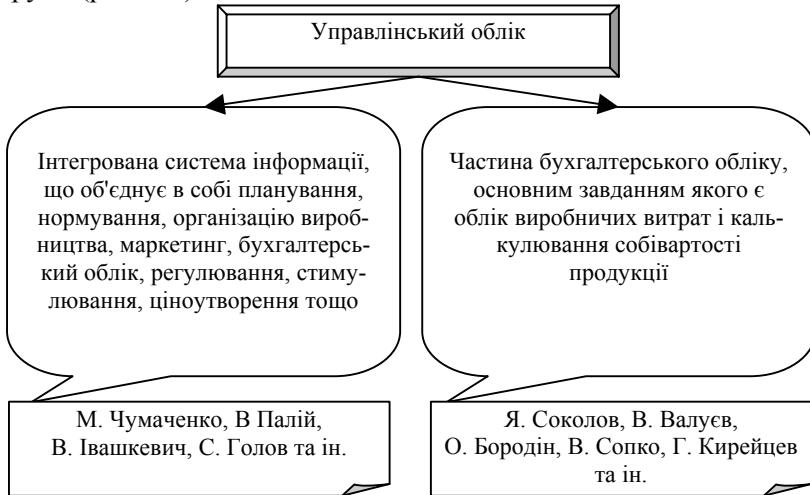 Управлінський облік
Інтегрована система інформації,
що об'єднує в собі планування,
нормування, організацію вироб-
ництва, маркетинг, бухгалтерсь-
кий облік, регулювання, стиму-
лювання, ціноутворення тощо
Частина бухгалтерського обліку,
основним завданням якого є
облік виробничих витрат і каль-
кулювання собівартості
продукції
М. Чумаченко, В Палій,
В. Івашкевич, С. Голов та ін.
Я. Соколов, В. Валуєв,
О. Бородін, В. Сопко, Г. Кирейцев
та ін.